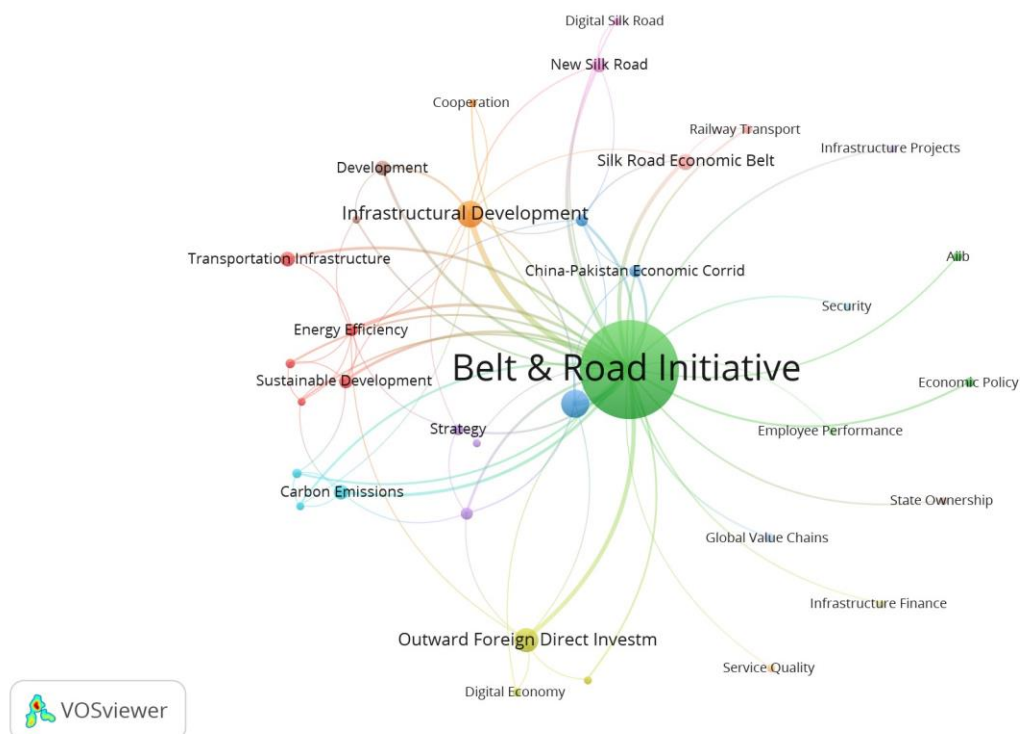 Digital Silk Road
New Silk Road
Cooperation
Railway Transport
Infrastructure Projects
Silk Road Economic Belt
Development
Infrastructural Development
Transportation Infrastructure
Aiib
China-Pakistan Economic Corrid
Security
Energy Efficiency
Belt & Road Initiative
Sustainable Development
Economic Policy
Strategy
Employee Performance
Carbon Emissions
State Ownership
Global Value Chains
Infrastructure Finance
Outward Foreign Direct Investm
Service Quality
Digital Economy
VOSviewer